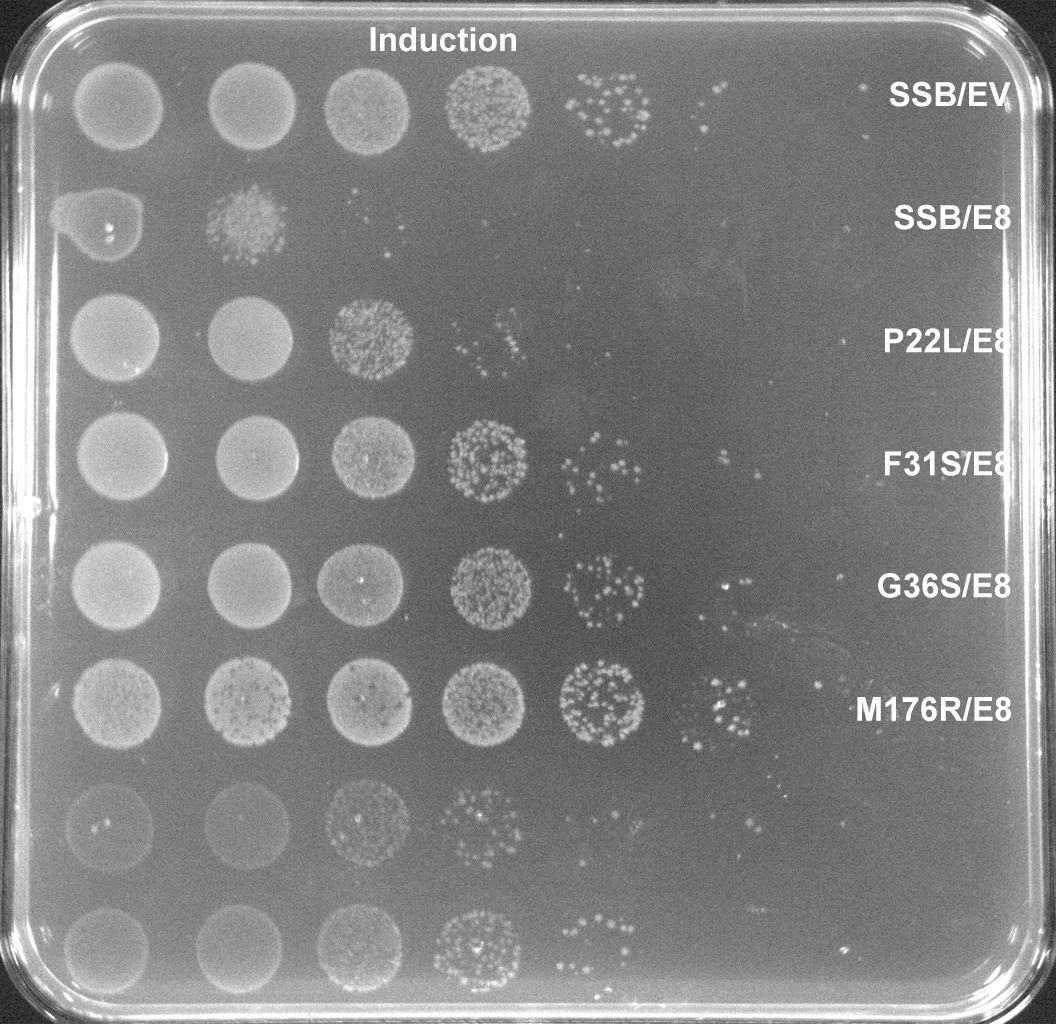 Induction
SSB/EV
SSB/E8
P22L/E8
F31S/E8
G36S/E8
M176R/E8